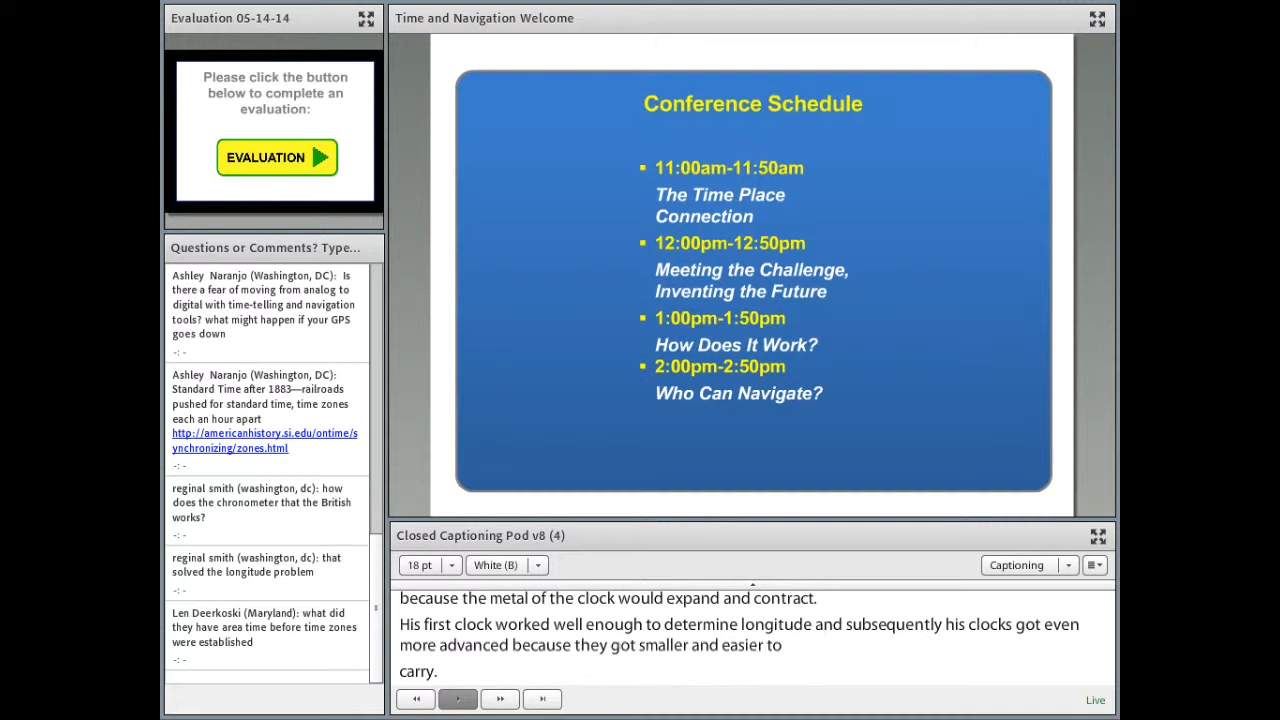 Evaluation 05-14-14
Please click the button
below to complete an
evaluation:
EVALUATION
Questions or Comments? Type...
Ashley Naranjo (Washington, DC): Is
there a fear of moving from analog to
digital with time-telling and navigation
tools? what might happen if your GPS
goes down
-: -
Ashley Naranjo (Washington, DC):
Standard Time after 1883—railroads
pushed for standard time, time zones
each an hour apart
http://americanhistory.si.edu/ontime/s
ynchronizing/zones.html
-: -
reginal smith (washington, dc): how
does the chronometer that the British
works?
-: -
reginal smith (washington, dc): that
solved the longitude problem
-: -
Len Deerkoski (Maryland): what did
they have area time before time zones
were established
-: -
Time and Navigation Welcome
Conference Schedule
▪ 11:00am-11:50am
The Time Place
Connection
▪ 12:00pm-12:50pm
Meeting the Challenge,
Inventing the Future
▪ 1:00pm-1:50pm
How Does It Work?
▪ 2:00pm-2:50pm
Who Can Navigate?
Closed Captioning Pod v8 (4)
18 pt White (B) Captioning
because the metal of the clock would expand and contract.
His first clock worked well enough to determine longitude and subsequently his clocks got even
more advanced because they got smaller and easier to
carry.
Live